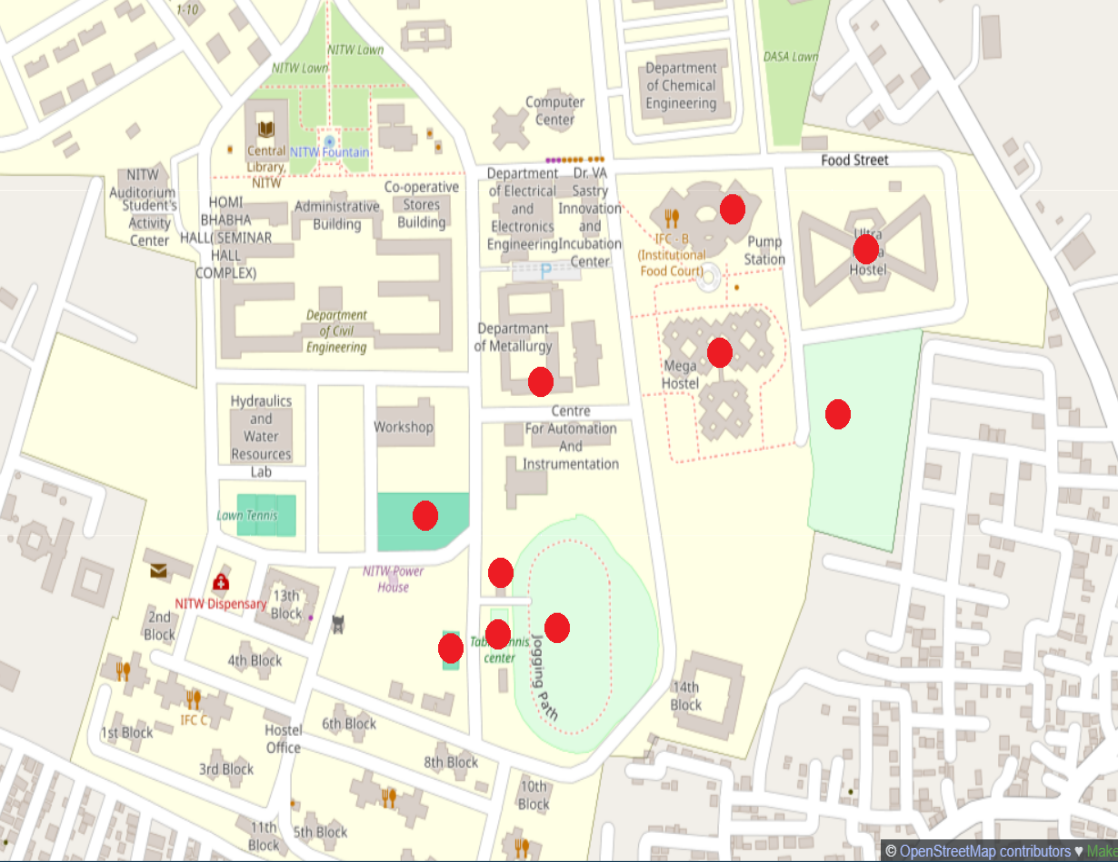 1-10
NITW Lawn
NITW Lawn
DASA Lawn
Department
of Chemical
Engineering
Computer
Center
Central
Library,
NITW
NITW Fountain
Food Street
NITW
Auditorium
Student's
Activity
Center
HOMI
BHABHA
HALL( SEMINAR
HALL
COMPLEX)
Administrative
Building
Co-operative
Stores
Building
Department
of Electrical
and
Electronics
Engineering
Dr. VA
Sastry
Innovation
and
Incubation
Center
P
IFC - B
(Institutional
Food Court)
Pump
Station
Ultra
Hostel
Department
of Civil
Engineering
Departmant
of Metallurgy
Mega
Hostel
Hydraulics
and
Water
Resources
Lab
Workshop
Centre
For Automation
And
Instrumentation
Lawn Tennis
NITW Power
House
NITW Dispensary
13th
Block
2nd
Block
4th Block
center
Jogging Path
14th
Block
IFC C
1st Block
Hostel
Office
6th Block
3rd Block
8th Block
10th
Block
11th
Block
5th Block
© OpenStreetMap contributors ♥ Make